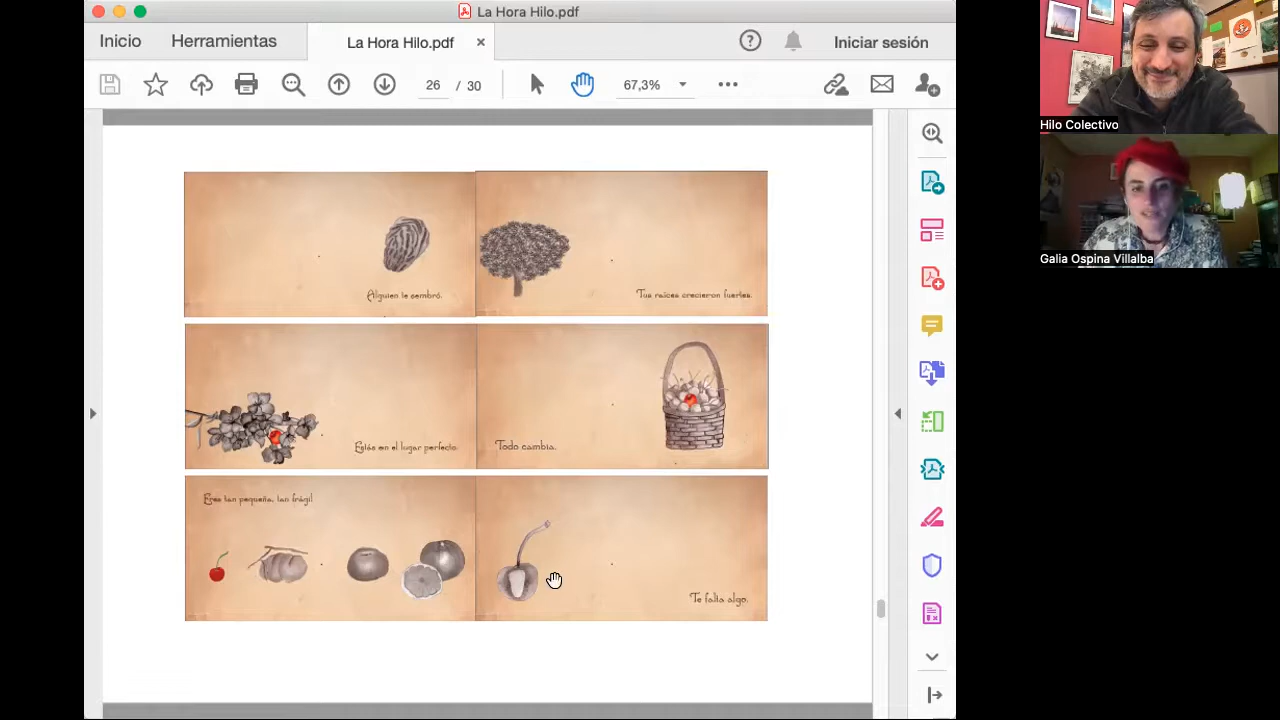 La Hora Hilo.pdf
Inicio Herramientas La Hora Hilo.pdf × Iniciar sesión
26 / 30 67,3%
Hilo Colectivo
Galia Ospina Villalba
Alguien te sembró. Tus raíces crecieron fuertes.
Estás en el lugar perfecto. Todo cambia.
Eres tan pequeña, tan frágil
Te falta algo.